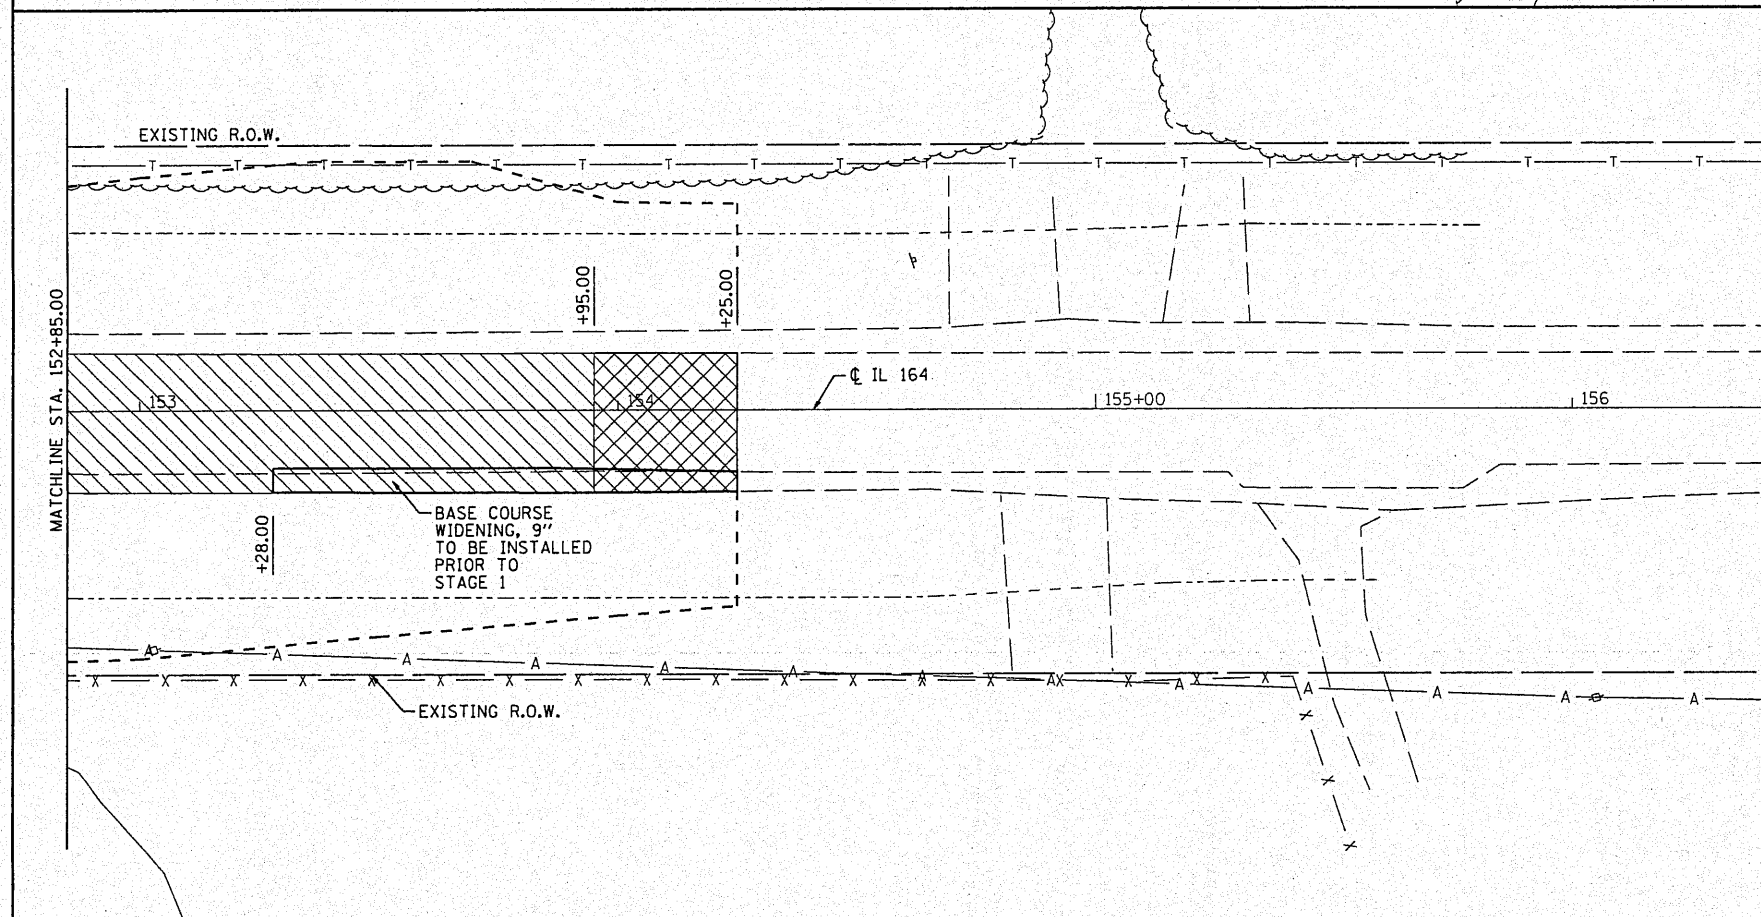 EXISTING R.O.W.
T T T T T T T T T T T T T T T T T T T
+95.00
+25.00
MATCHLINE STA. 152+85.00
℄ IL 164
153
154
155+00
156
BASE COURSE
WIDENING, 9"
TO BE INSTALLED
PRIOR TO
STAGE 1
+28.00
A A A A A A A A A A A A A
X X X X X X X X X X X X X X X X X X
EXISTING R.O.W.
X
X
X